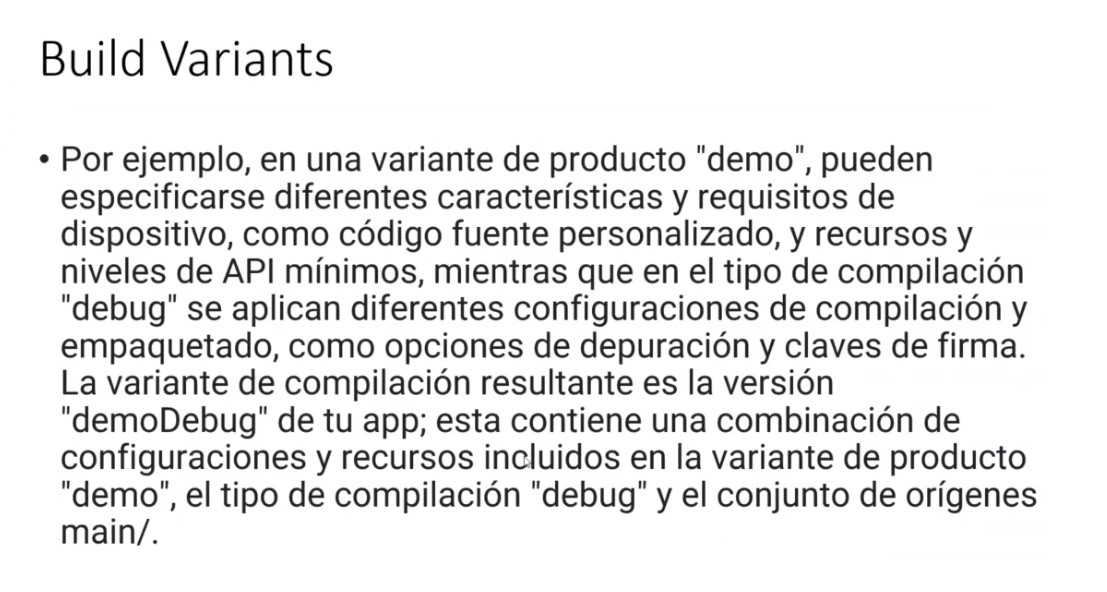 Build Variants
• Por ejemplo, en una variante de producto "demo", pueden
especificarse diferentes características y requisitos de
dispositivo, como código fuente personalizado, y recursos y
niveles de API mínimos, mientras que en el tipo de compilación
"debug" se aplican diferentes configuraciones de compilación y
empaquetado, como opciones de depuración y claves de firma.
La variante de compilación resultante es la versión
"demoDebug" de tu app; esta contiene una combinación de
configuraciones y recursos incluidos en la variante de producto
"demo", el tipo de compilación "debug" y el conjunto de orígenes
main/.